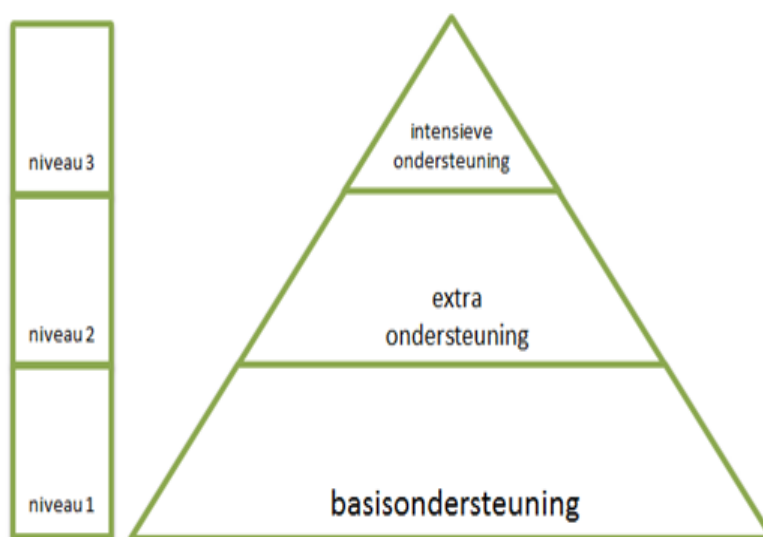 intensieve
ondersteuning
niveau 3
extra
ondersteuning
niveau 2
basisondersteuning
niveau 1